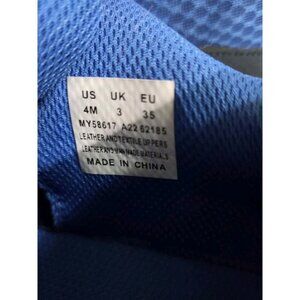 US UK EU
4M 3 35
MY58617 A2262185
LEATHER AND TEXTILE UPPERS
LEATHER AND MAN MADE MATERIALS
MADE IN CHINA